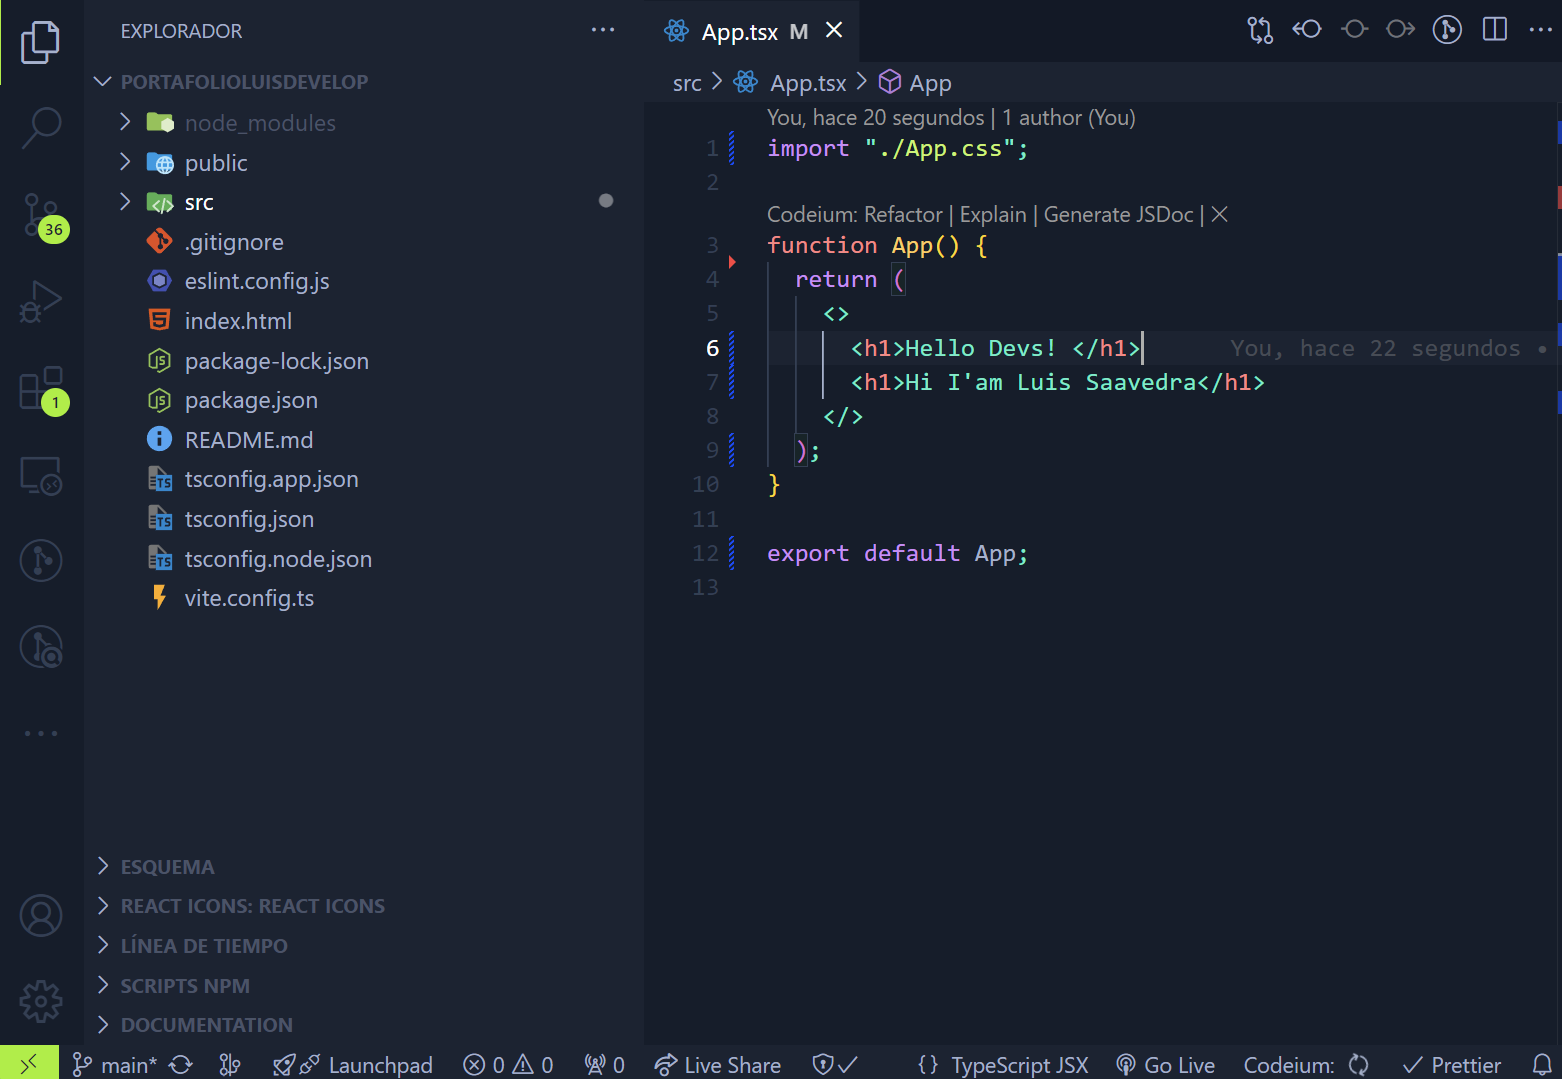 EXPLORADOR
PORTAFOLIOLUISDEVELOP
node_modules
public
src
.gitignore
eslint.config.js
index.html
package-lock.json
package.json
README.md
tsconfig.app.json
tsconfig.json
tsconfig.node.json
vite.config.ts
36
1
ESQUEMA
REACT ICONS: REACT ICONS
LÍNEA DE TIEMPO
SCRIPTS NPM
DOCUMENTATION
App.tsx M
src > App.tsx > App
You, hace 20 segundos | 1 author (You)
1 import "./App.css";
2
Codeium: Refactor | Explain | Generate JSDoc |
3 function App() {
4 return (
5 <>
6 <h1>Hello Devs! </h1> You, hace 22 segundos •
7 <h1>Hi I'am Luis Saavedra</h1>
8 </>
9 );
10 }
11
12 export default App;
13
main* Launchpad 0 0 0 Live Share {} TypeScript JSX Go Live Codeium: Prettier